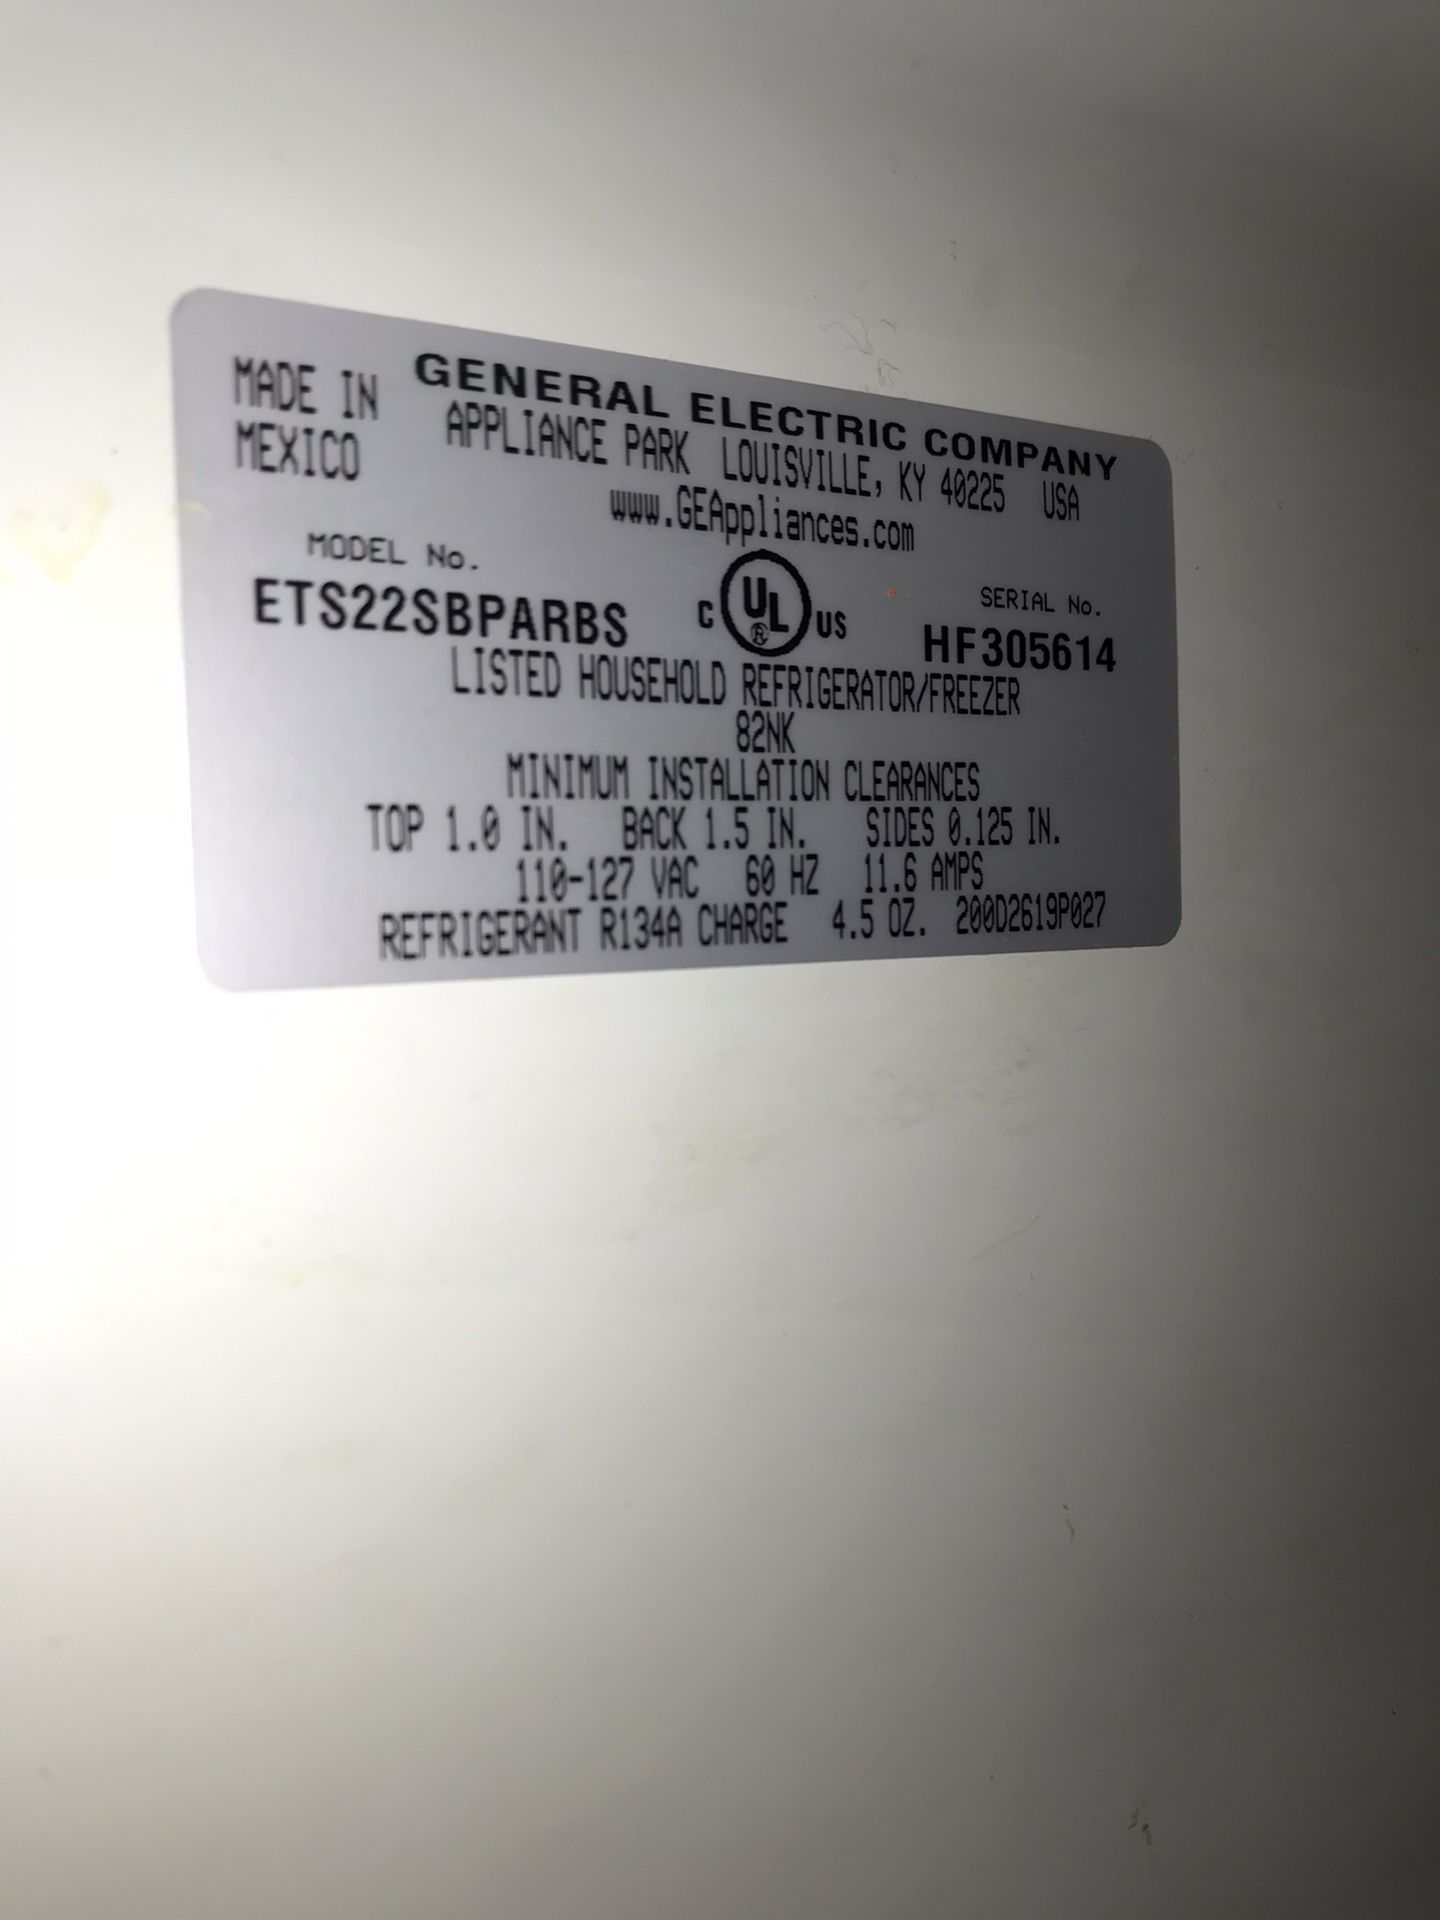 MADE IN
MEXICO
GENERAL ELECTRIC COMPANY
APPLIANCE PARK LOUISVILLE, KY 40225 USA
www.GEAppliances.com
MODEL No.
ETS22SBPARBS
C UL ® US
SERIAL No.
HF305614
LISTED HOUSEHOLD REFRIGERATOR/FREEZER
82NK
MINIMUM INSTALLATION CLEARANCES
TOP 1.0 IN. BACK 1.5 IN. SIDES 0.125 IN.
110-127 VAC 60 HZ 11.6 AMPS
REFRIGERANT R134A CHARGE 4.5 OZ. 200D2619P027